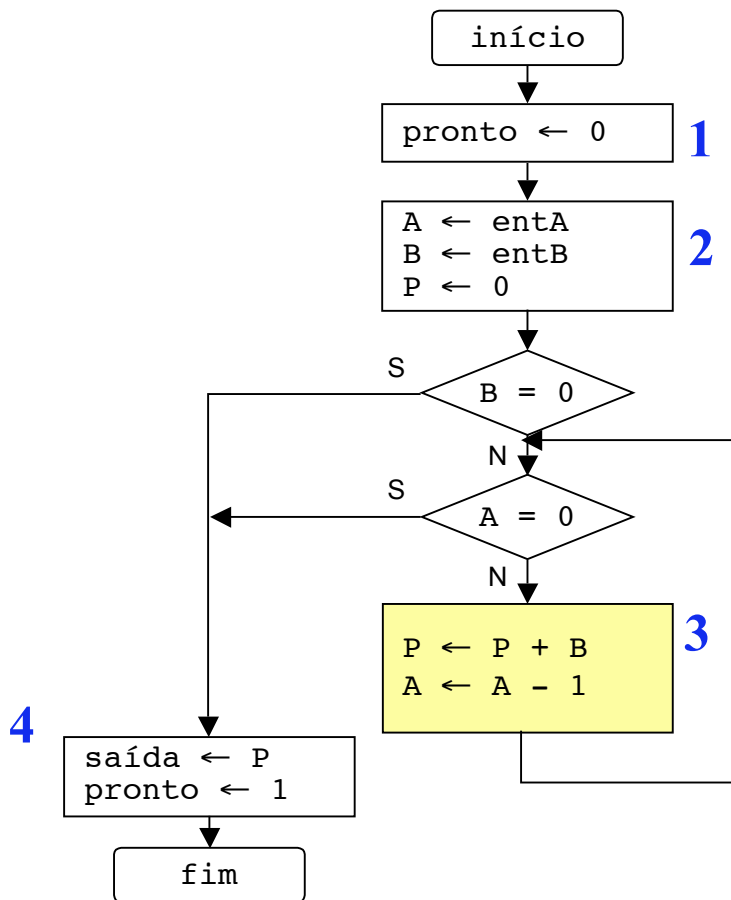 início
pronto ← 0
1
A ← entA
B ← entB
P ← 0
2
S
B = 0
N
S
A = 0
N
P ← P + B
A ← A - 1
3
4
saída ← P
pronto ← 1
fim